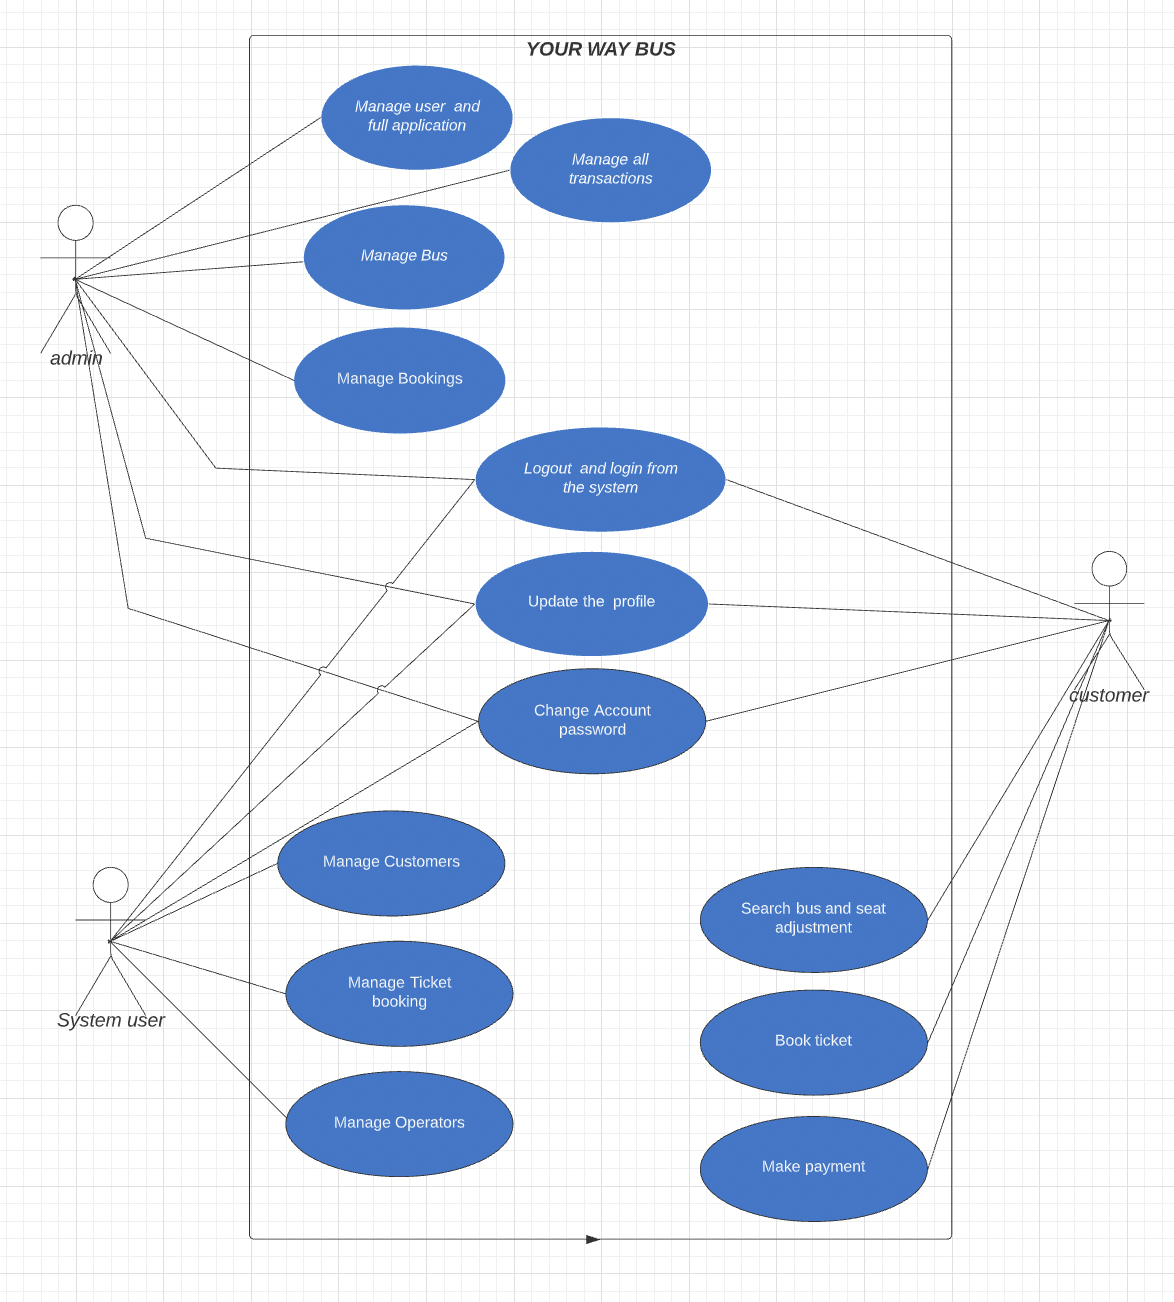 YOUR WAY BUS
Manage user and
full application
Manage all
transactions
Manage Bus
admin
Manage Bookings
Logout and login from
the system
Update the profile
customer
Change Account
password
Manage Customers
Search bus and seat
adjustment
Manage Ticket
booking
System user
Book ticket
Manage Operators
Make payment